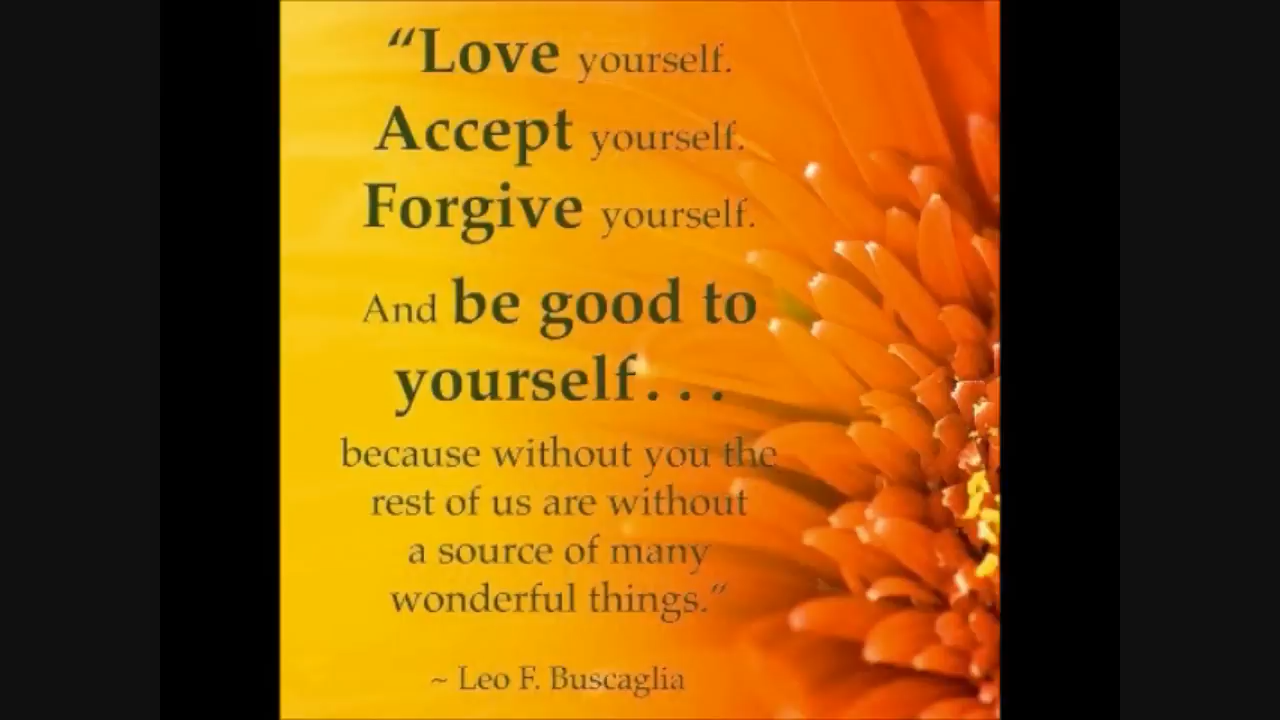 “Love yourself.
Accept yourself.
Forgive yourself.
And be good to
yourself. . .
because without you the
rest of us are without
a source of many
wonderful things.”
~ Leo F. Buscaglia